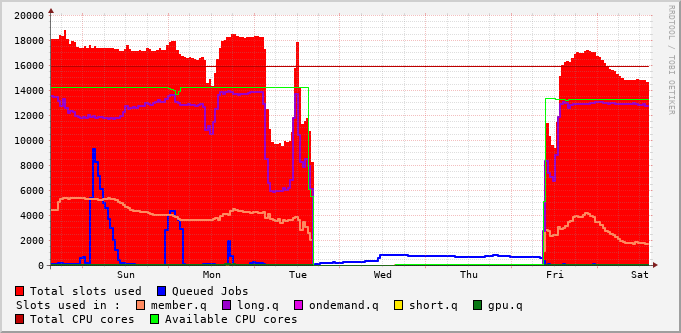 RRDTOOL / TOBI OETIKER
20000
18000
16000
14000
12000
10000
8000
6000
4000
2000
0
Sun Mon Tue Wed Thu Fri Sat
Total slots used Queued Jobs
Slots used in : member.q long.q ondemand.q short.q gpu.q
Total CPU cores Available CPU cores